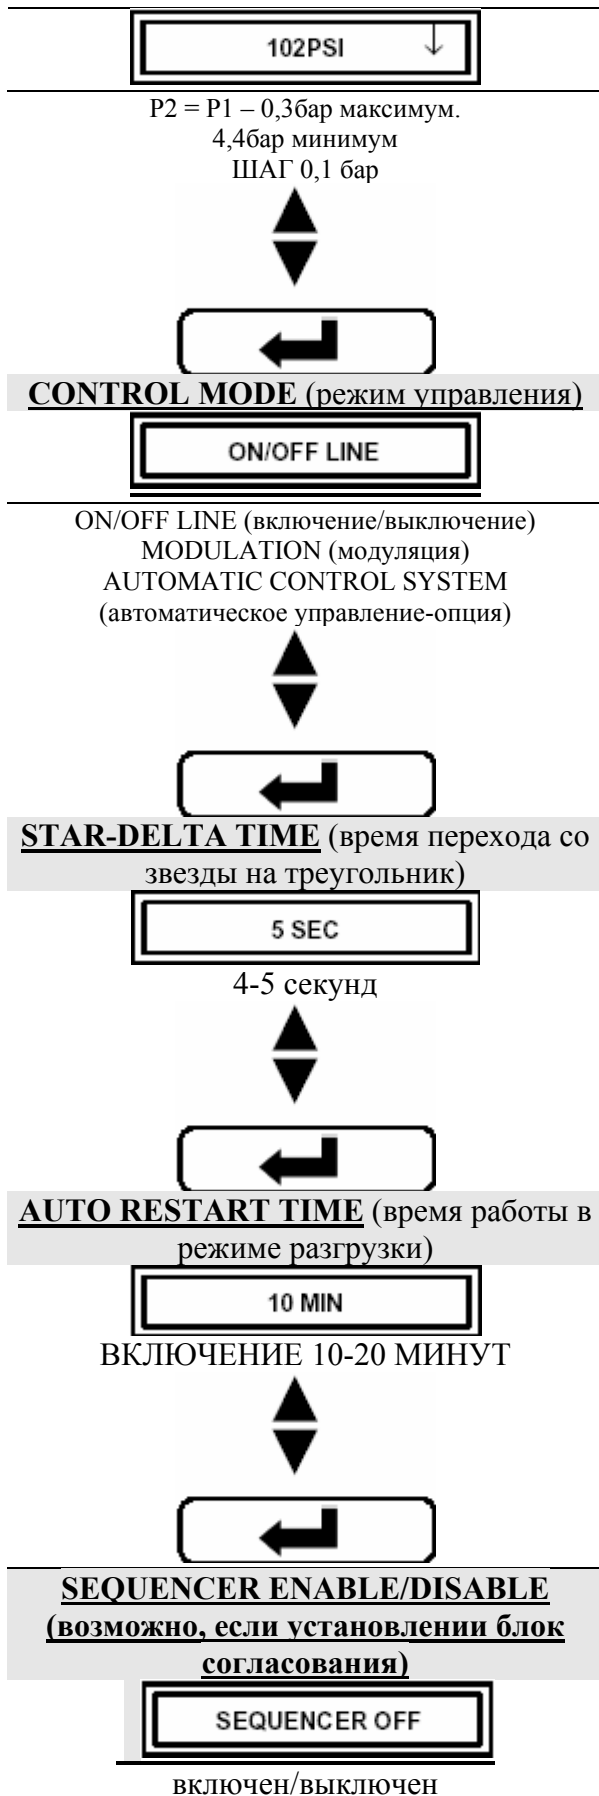 102PSI ↓
P2 = P1 – 0,3бар максимум.
4,4бар минимум
ШАГ 0,1 бар
CONTROL MODE (режим управления)
ON/OFF LINE
ON/OFF LINE (включение/выключение)
MODULATION (модуляция)
AUTOMATIC CONTROL SYSTEM
(автоматическое управление-опция)
STAR-DELTA TIME (время перехода со
звезды на треугольник)
5 SEC
4-5 секунд
AUTO RESTART TIME (время работы в
режиме разгрузки)
10 MIN
ВКЛЮЧЕНИЕ 10-20 МИНУТ
SEQUENCER ENABLE/DISABLE
(возможно, если установлении блок
согласования)
SEQUENCER OFF
включен/выключен